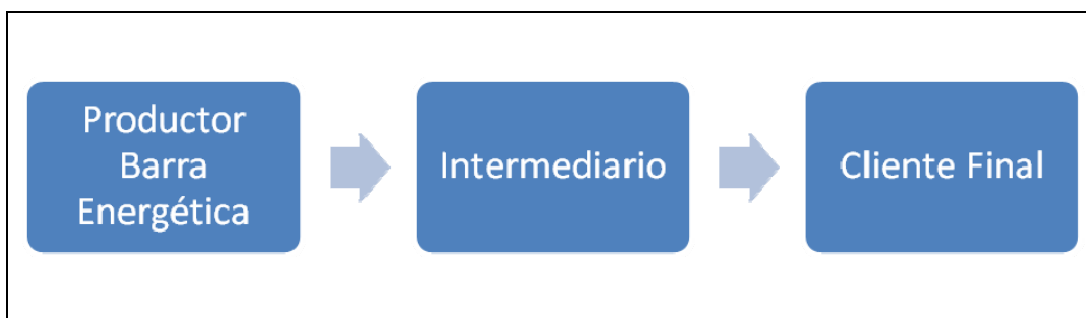 Productor
Barra
Energética
Intermediario
Cliente Final